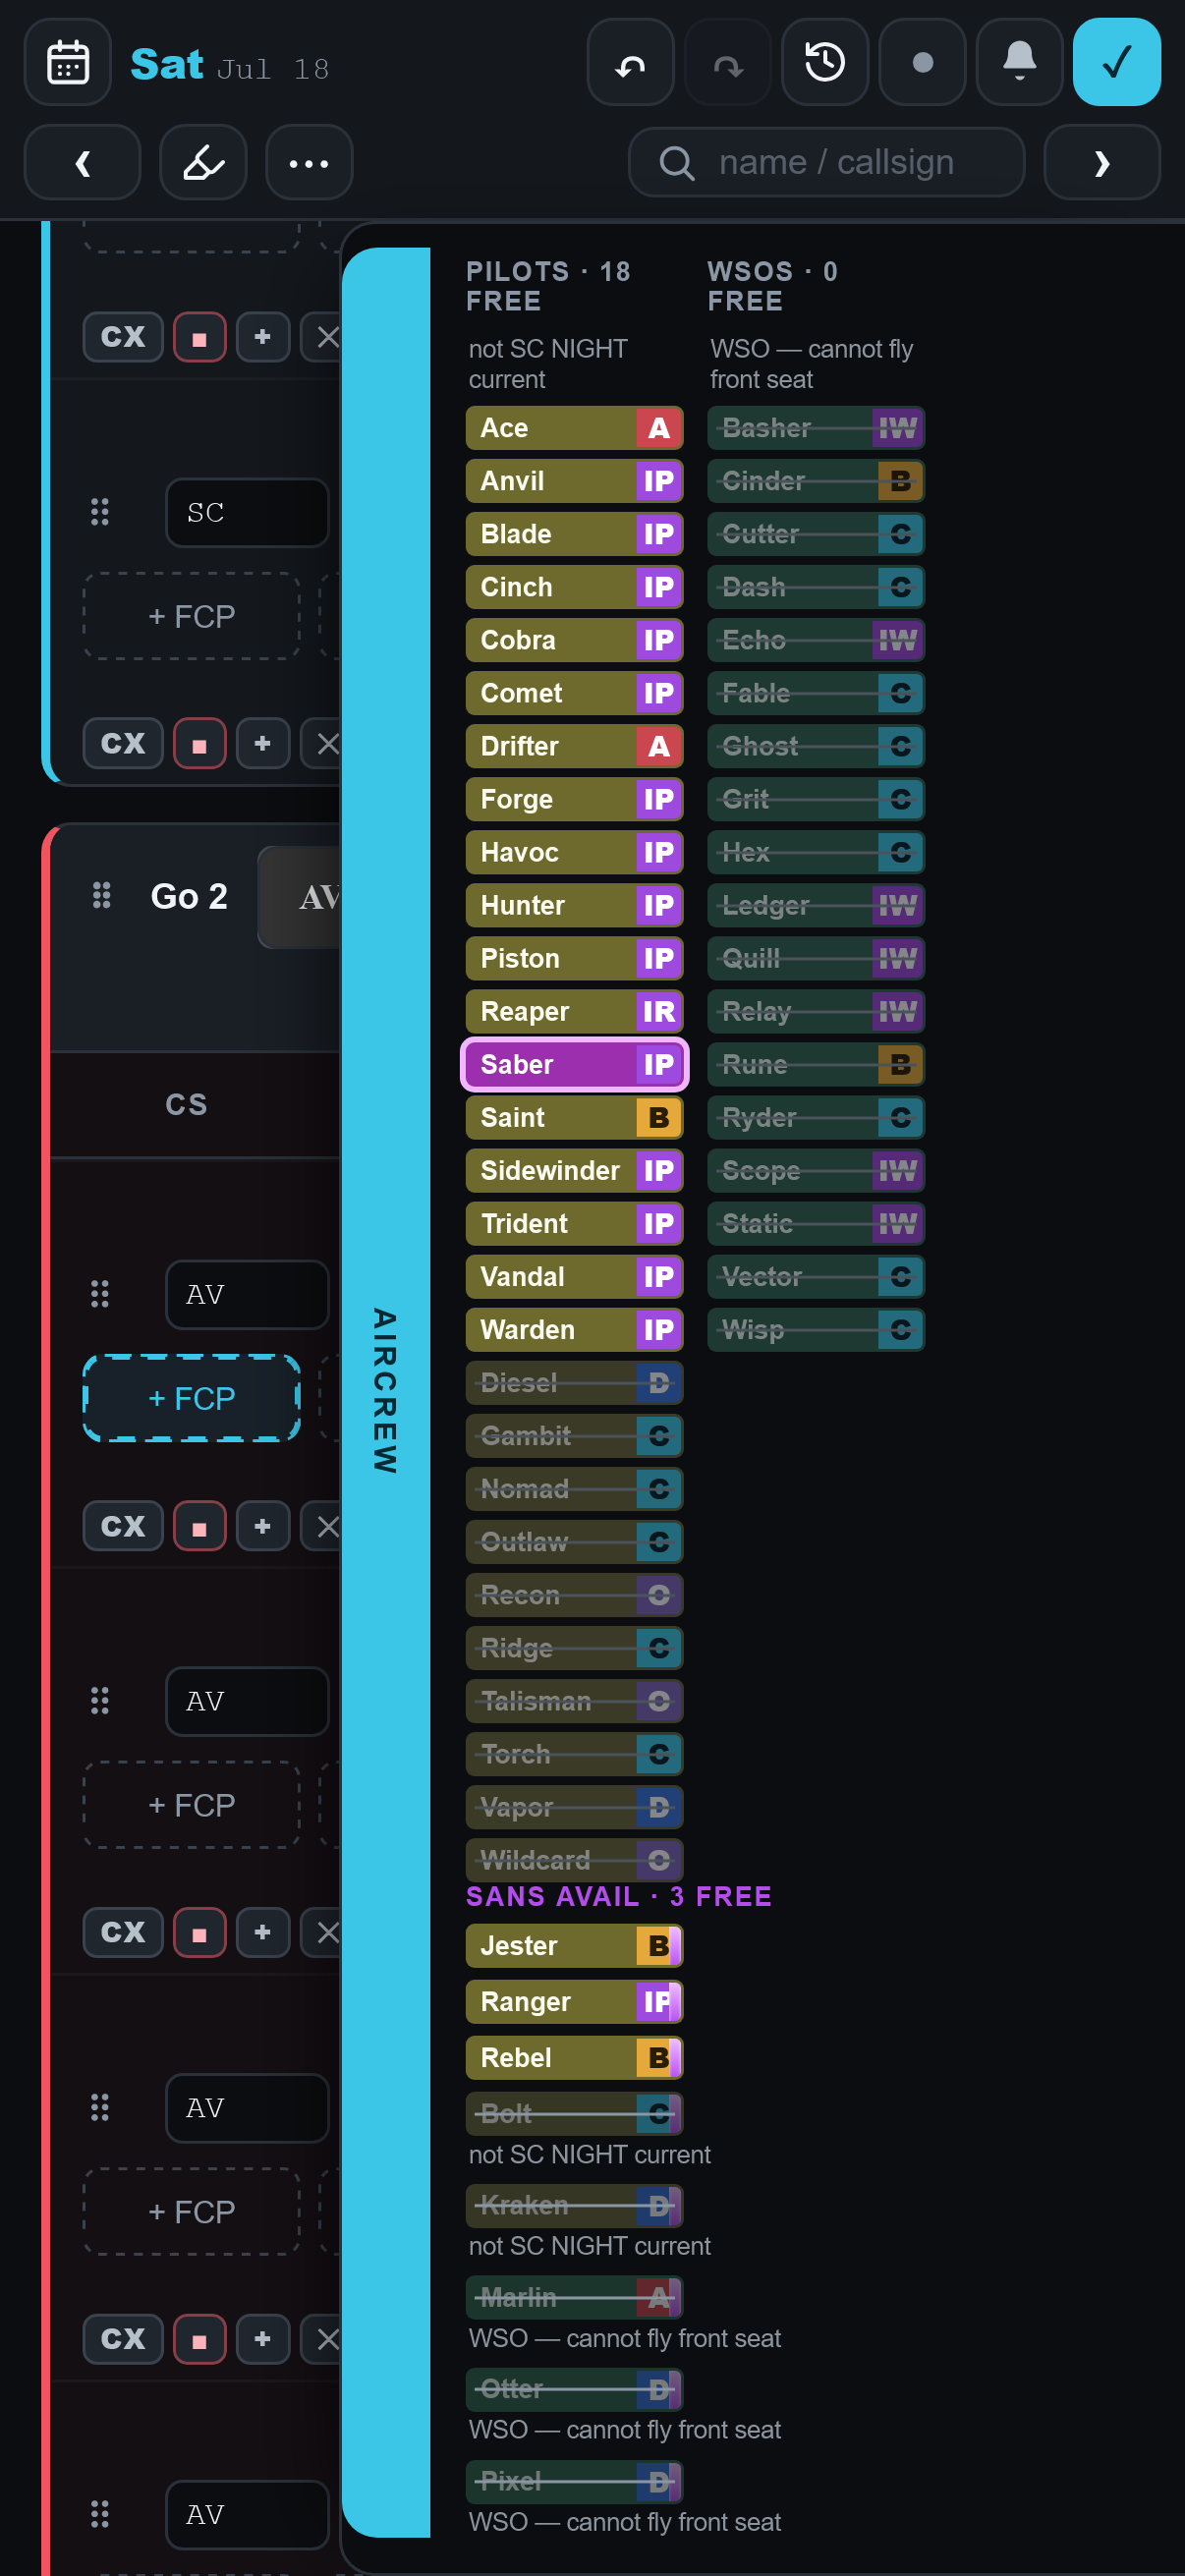 Sat Jul 18
name / callsign
PILOTS · 18 FREE
not SC NIGHT current
Ace A
Anvil IP
Blade IP
Cinch IP
Cobra IP
Comet IP
Drifter A
Forge IP
Havoc IP
Hunter IP
Piston IP
Reaper IR
Saber IP
Saint B
Sidewinder IP
Trident IP
Vandal IP
Warden IP
Diesel D
Gambit C
Nomad C
Outlaw C
Recon O
Ridge C
Talisman O
Torch C
Vapor D
Wildcard O
WSOS · 0 FREE
WSO — cannot fly front seat
Basher IW
Cinder B
Cutter C
Dash C
Echo IW
Fable C
Ghost C
Grit C
Hex C
Ledger IW
Quill IW
Relay IW
Rune B
Ryder C
Scope IW
Static IW
Vector C
Wisp C
SANS AVAIL · 3 FREE
Jester B
Ranger IP
Rebel B
Bolt C
not SC NIGHT current
Kraken D
not SC NIGHT current
Marlin A
WSO — cannot fly front seat
Otter D
WSO — cannot fly front seat
Pixel D
WSO — cannot fly front seat
AIRCREW
CX
SC
+ FCP
CX
Go 2 AV
CS
AV
+ FCP
CX
AV
+ FCP
CX
AV
+ FCP
CX
AV